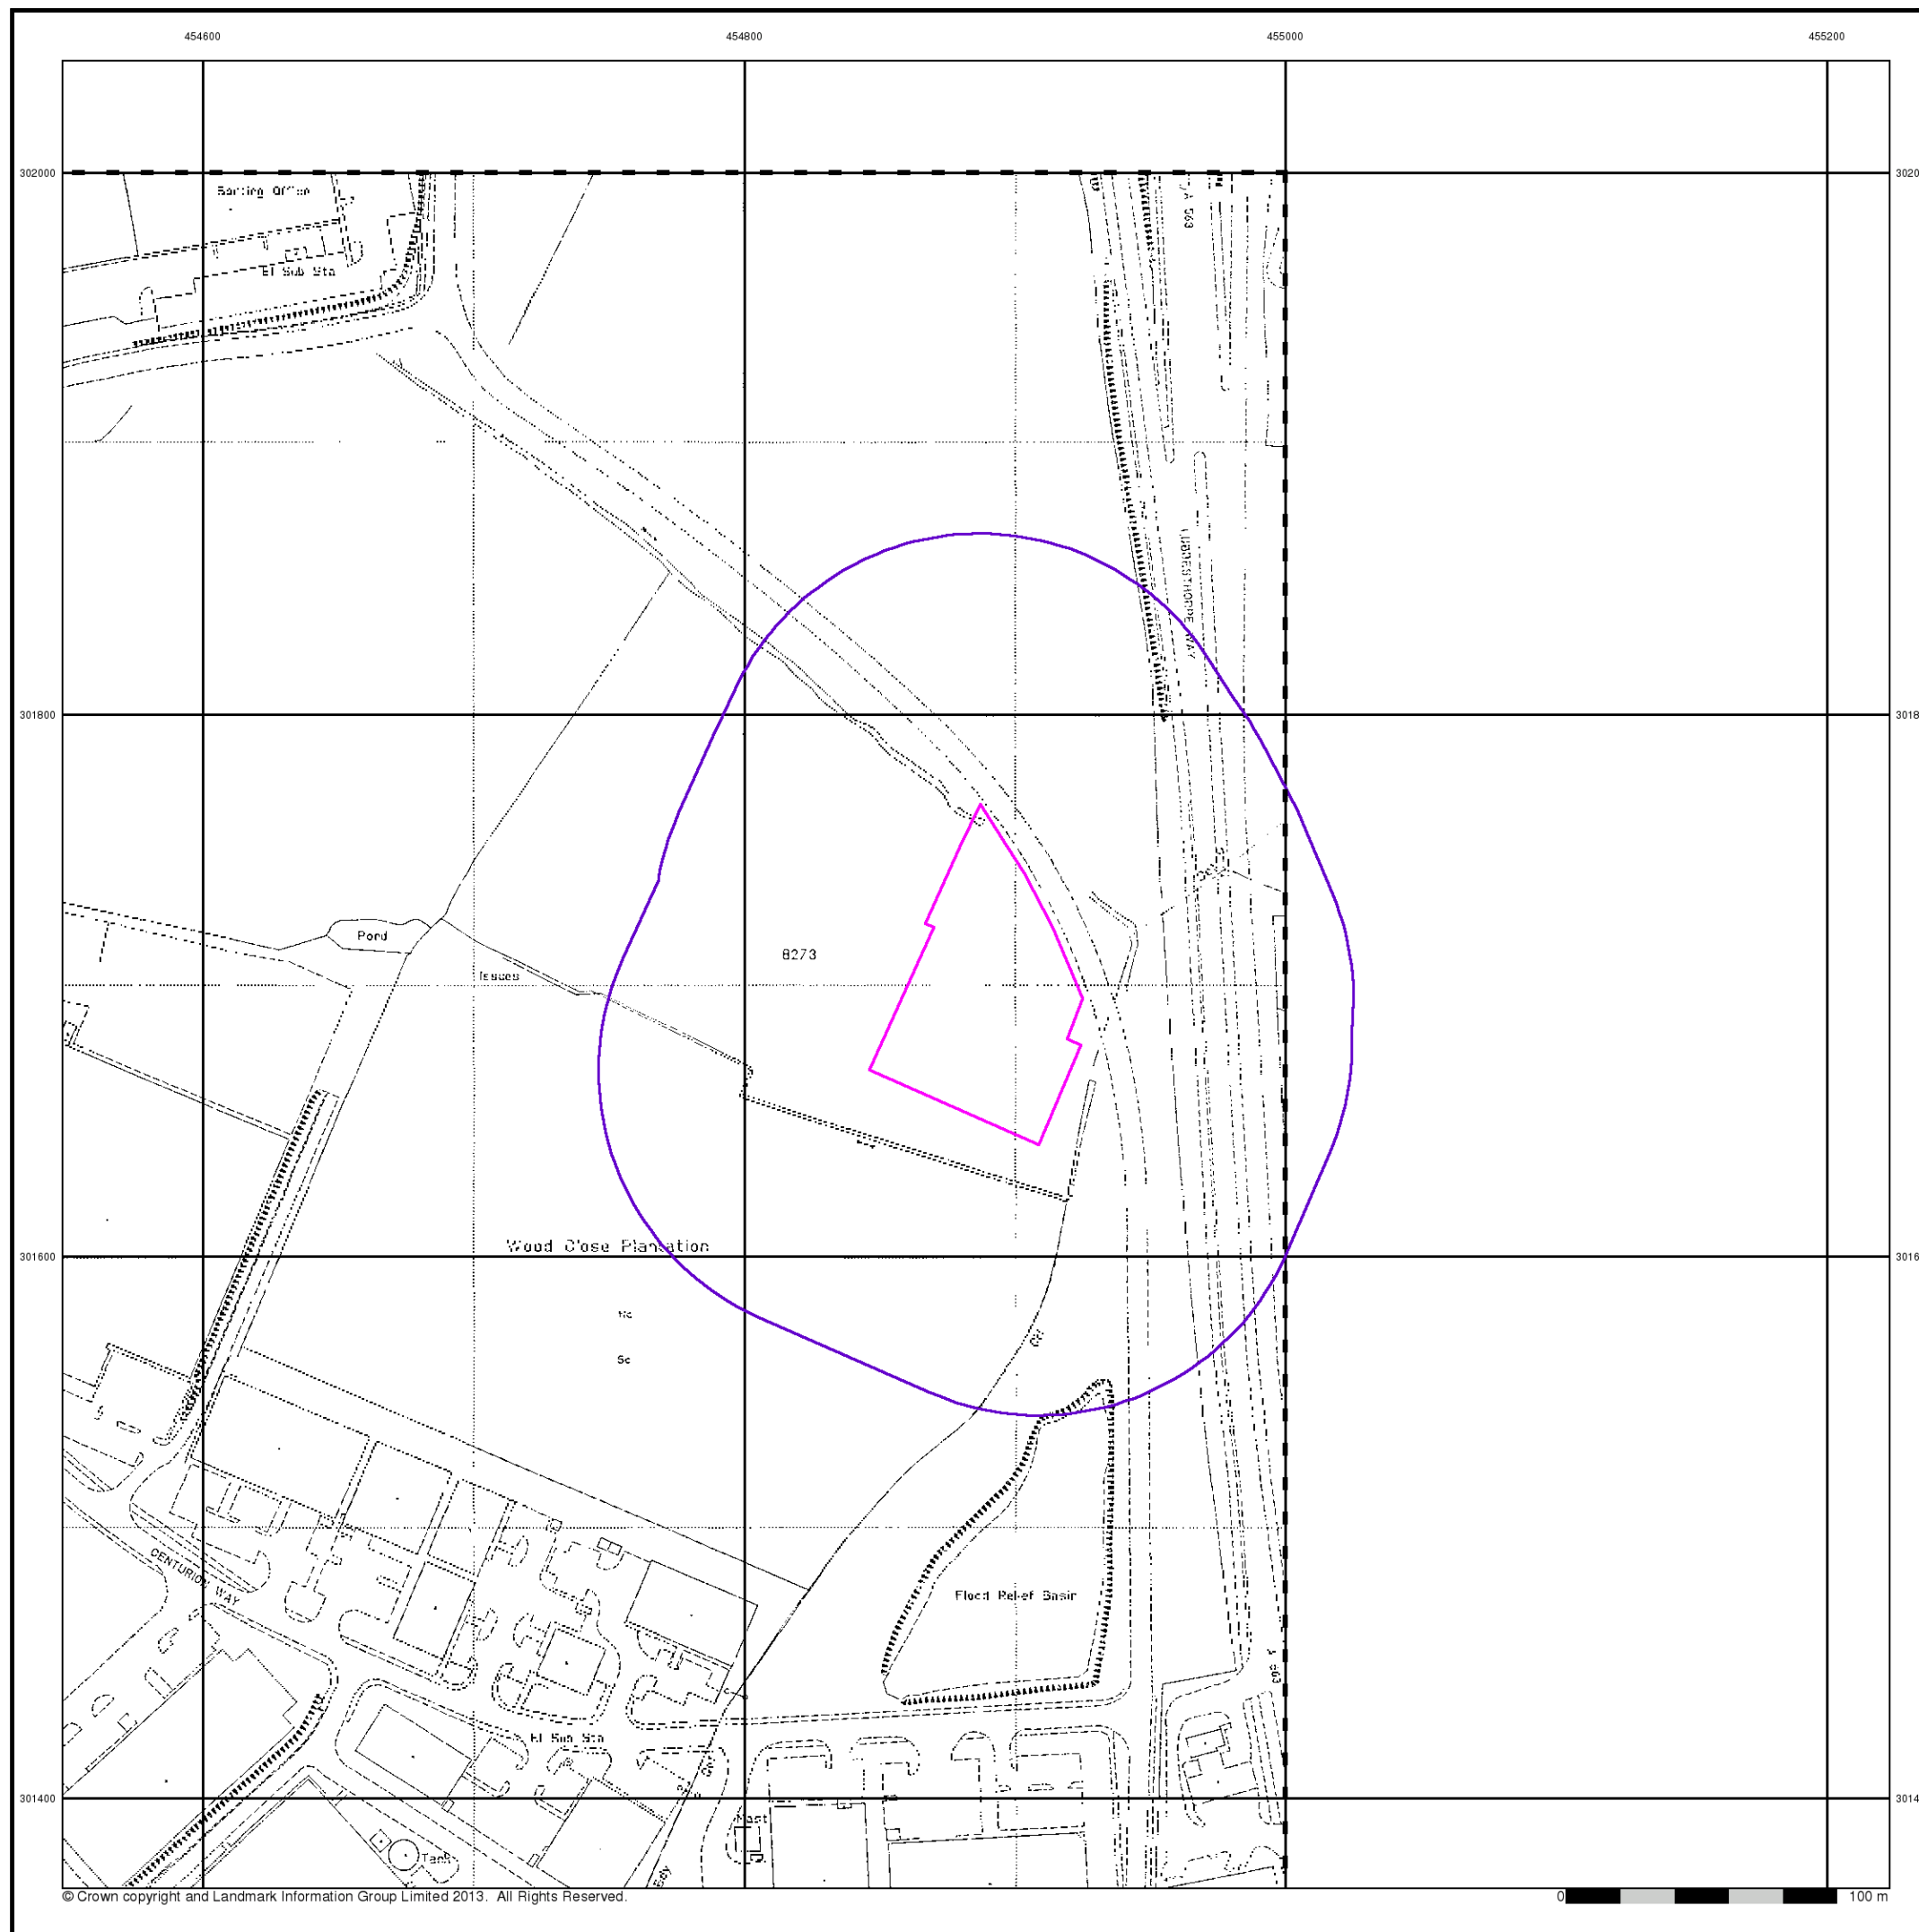 454600
454800
455000
455200
302000
Sorting Office
A 563
El Sub Sta
301800
Pond
8273
Issues
301600
Wood Close Plantation
CENTURION WAY
Flood Relief Basin
El Sub Sta
301400
Mast
Tank
© Crown copyright and Landmark Information Group Limited 2013. All Rights Reserved.
0
100 m